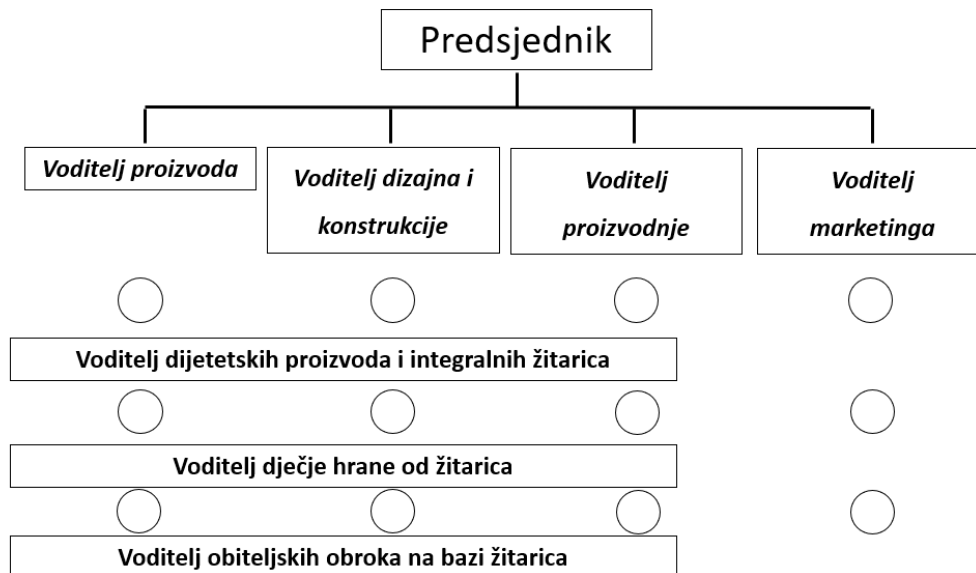 Predsjednik
Voditelj proizvoda
Voditelj dizajna i
konstrukcije
Voditelj
proizvodnje
Voditelj
marketinga
Voditelj dijetetskih proizvoda i integralnih žitarica
Voditelj dječje hrane od žitarica
Voditelj obiteljskih obroka na bazi žitarica